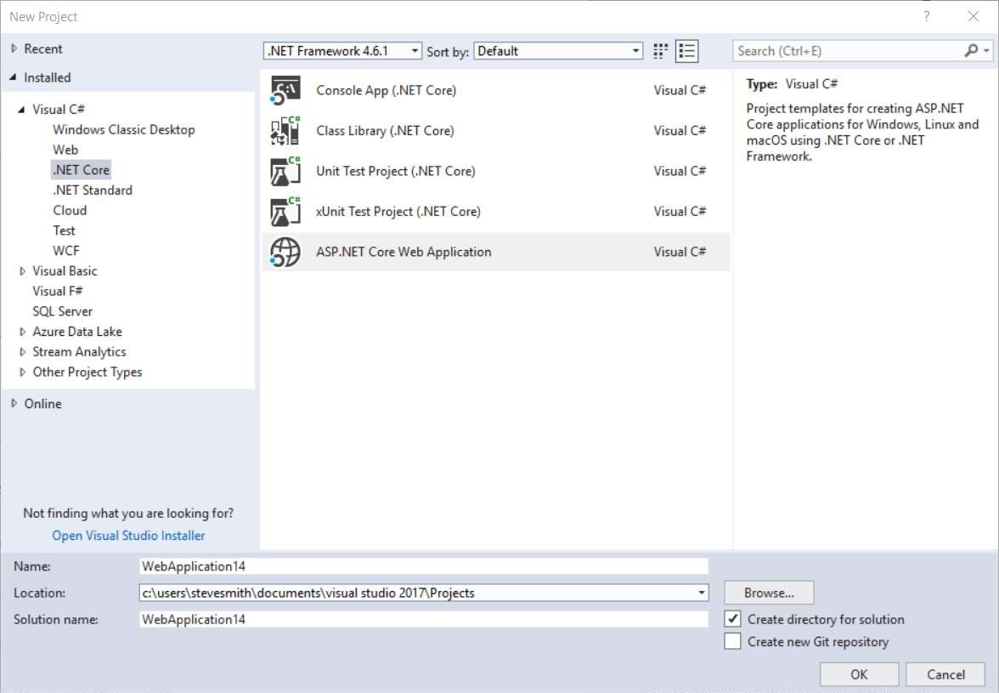 New Project
?
Recent
Installed
Visual C#
Windows Classic Desktop
Web
.NET Core
.NET Standard
Cloud
Test
WCF
Visual Basic
Visual F#
SQL Server
Azure Data Lake
Stream Analytics
Other Project Types
Online
Not finding what you are looking for?
Open Visual Studio Installer
.NET Framework 4.6.1 Sort by: Default
Console App (.NET Core) Visual C#
C# Class Library (.NET Core) Visual C#
C# Unit Test Project (.NET Core) Visual C#
C# xUnit Test Project (.NET Core) Visual C#
ASP.NET Core Web Application Visual C#
Search (Ctrl+E)
Type: Visual C#
Project templates for creating ASP.NET
Core applications for Windows, Linux and
macOS using .NET Core or .NET
Framework.
Name: WebApplication14
Location: c:\users\stevesmith\documents\visual studio 2017\Projects Browse...
Solution name: WebApplication14 Create directory for solution
Create new Git repository
OK Cancel